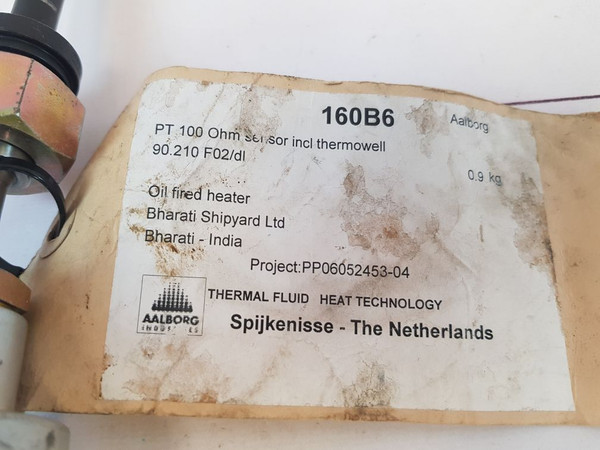 160B6
Aalborg
PT 100 Ohm sensor incl thermowell
90.210 F02/dl
0.9 kg
Oil fired heater
Bharati Shipyard Ltd
Bharati - India
Project:PP06052453-04
AALBORG
INDUSTRIES
THERMAL FLUID HEAT TECHNOLOGY
Spijkenisse - The Netherlands